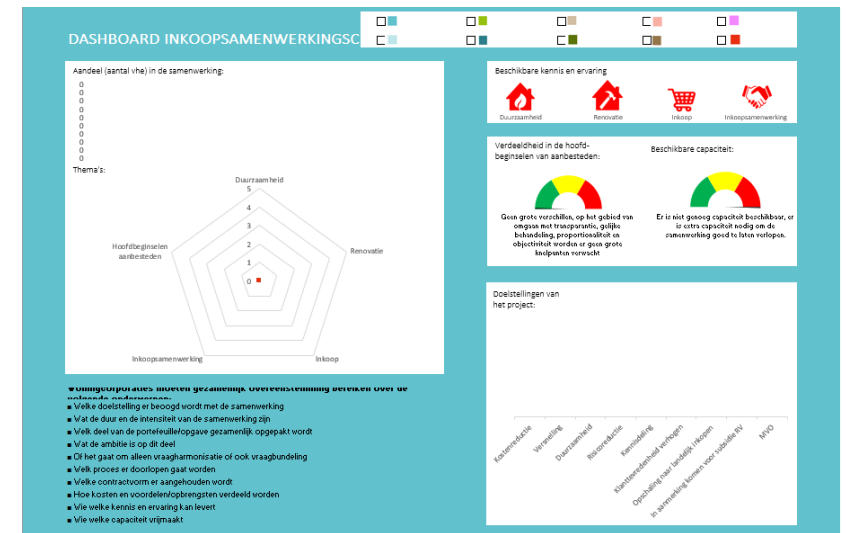 DASHBOARD INKOOPSAMENWERKINGSC
Aandeel (aantal vhe) in de samenwerking:
0
0
0
0
0
0
0
0
0
0
Thema's:
Duurzaamheid
5
4
3
2
1
0
Renovatie
Inkoop
Inkoopsamenwerking
Hoofdbeginselen
aanbesteden
Woningcorporaties moeten gezamenlijk overeenstemming bereiken over de
volgende onderwerpen:
■ Welke doelstelling er beoogd wordt met de samenwerking
■ Wat de duur en de intensiteit van de samenwerking zijn
■ Welk deel van de portefeuille/opgave gezamenlijk opgepakt wordt
■ Wat de ambitie is op dit deel
■ Of het gaat om alleen vraagharmonisatie of ook vraagbundeling
■ Welk proces er doorlopen gaat worden
■ Welke contractvorm er aangehouden wordt
■ Hoe kosten en voordelen/opbrengsten verdeeld worden
■ Wie welke kennis en ervaring kan levert
■ Wie welke capaciteit vrijmaakt
Beschikbare kennis en ervaring
Duurzaamheid
Renovatie
Inkoop
Inkoopsamenwerking
Verdeeldheid in de hoofd-
beginselen van aanbesteden:
Geen grote verschillen, op het gebied van
omgaan met transparantie, gelijke
behandeling, proportionaliteit en
objectiviteit worden er geen grote
knelpunten verwacht
Beschikbare capaciteit:
Er is niet genoeg capaciteit beschikbaar, er
is extra capaciteit nodig om de
samenwerking goed te laten verlopen.
Doelstellingen van
het project:
Kostenreductie
Versnelling
Duurzaamheid
Risicoreductie
Kennisdeling
Klanttevredenheid verhogen
Opschaling naar landelijk inkopen
In aanmerking komen voor subsidie RV
MVO